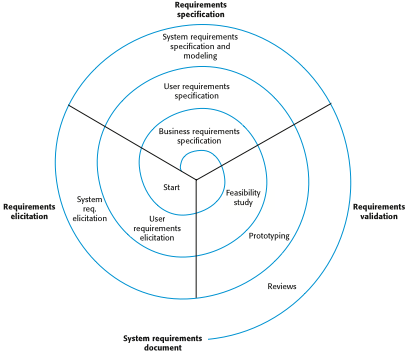 Requirements
specification
System requirements
specification and
modeling
User requirements
specification
Business requirements
specification
Start
Feasibility
study
System
req.
elicitation
User
requirements
elicitation
Requirements
elicitation
Requirements
validation
Prototyping
Reviews
System requirements
document